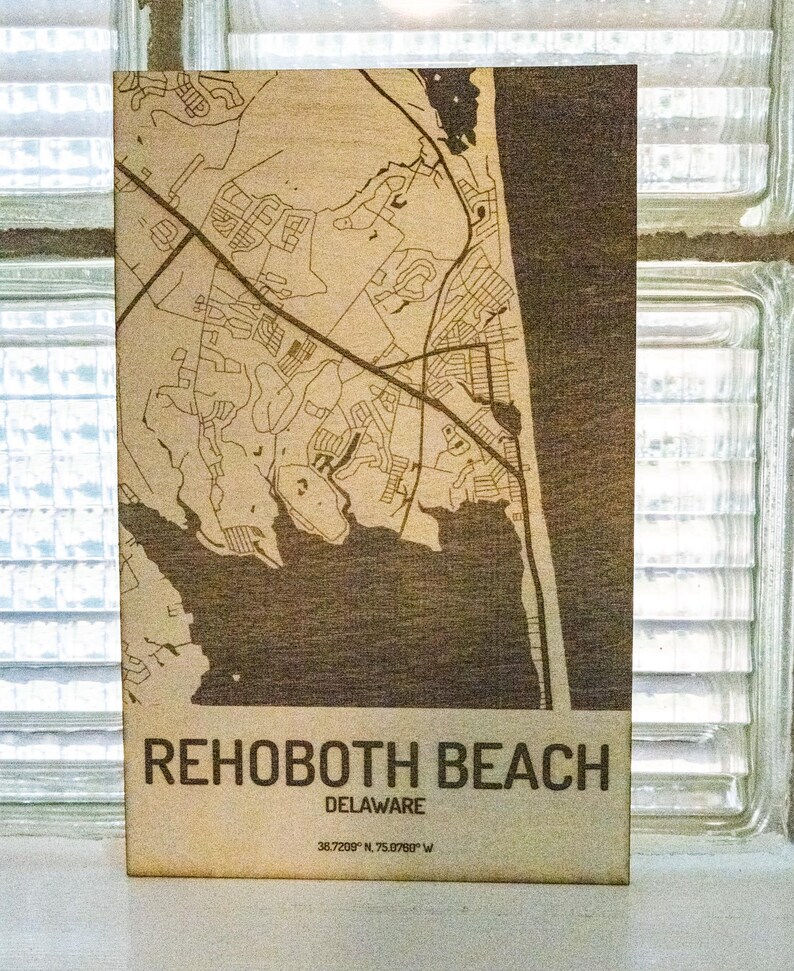 REHOBOTH BEACH
DELAWARE
38.7209° N, 75.0760° W